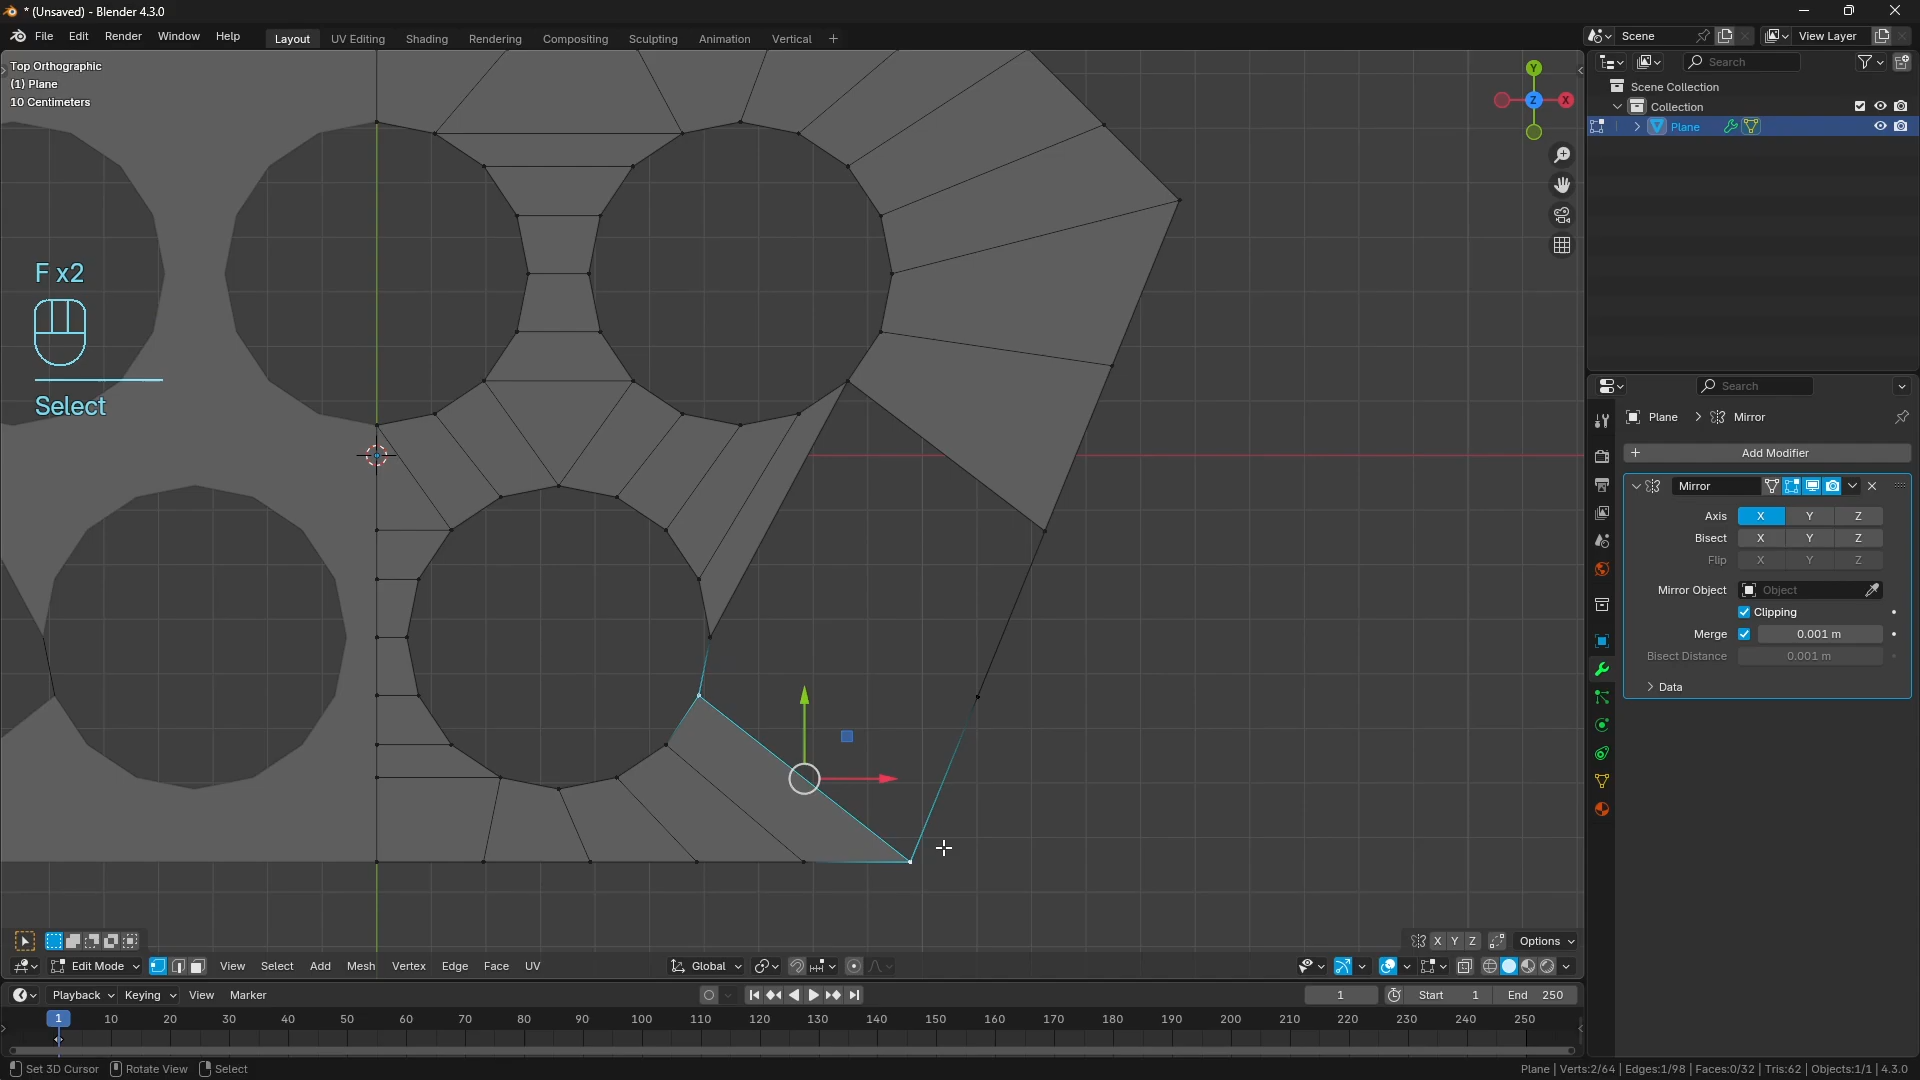 * (Unsaved) - Blender 4.3.0
File Edit Render Window Help Layout UV Editing Shading Rendering Compositing Sculpting Animation Vertical +
Scene View Layer
Top Orthographic
(1) Plane
10 Centimeters
Y
X
Z
Search
Scene Collection
Collection
Plane
F x2
Select
Search
Plane > Mirror
+ Add Modifier
Mirror
Axis X Y Z
Bisect X Y Z
Flip X Y Z
Mirror Object Object
Clipping
Merge 0.001 m
Bisect Distance 0.001 m
Data
X Y Z Options
Edit Mode View Select Add Mesh Vertex Edge Face UV Global
Playback Keying View Marker 1 Start 1 End 250
1 10 20 30 40 50 60 70 80 90 100 110 120 130 140 150 160 170 180 190 200 210 220 230 240 250
Set 3D Cursor Rotate View Select Plane | Verts:2/64 | Edges:1/98 | Faces:0/32 | Tris:62 | Objects:1/1 | 4.3.0